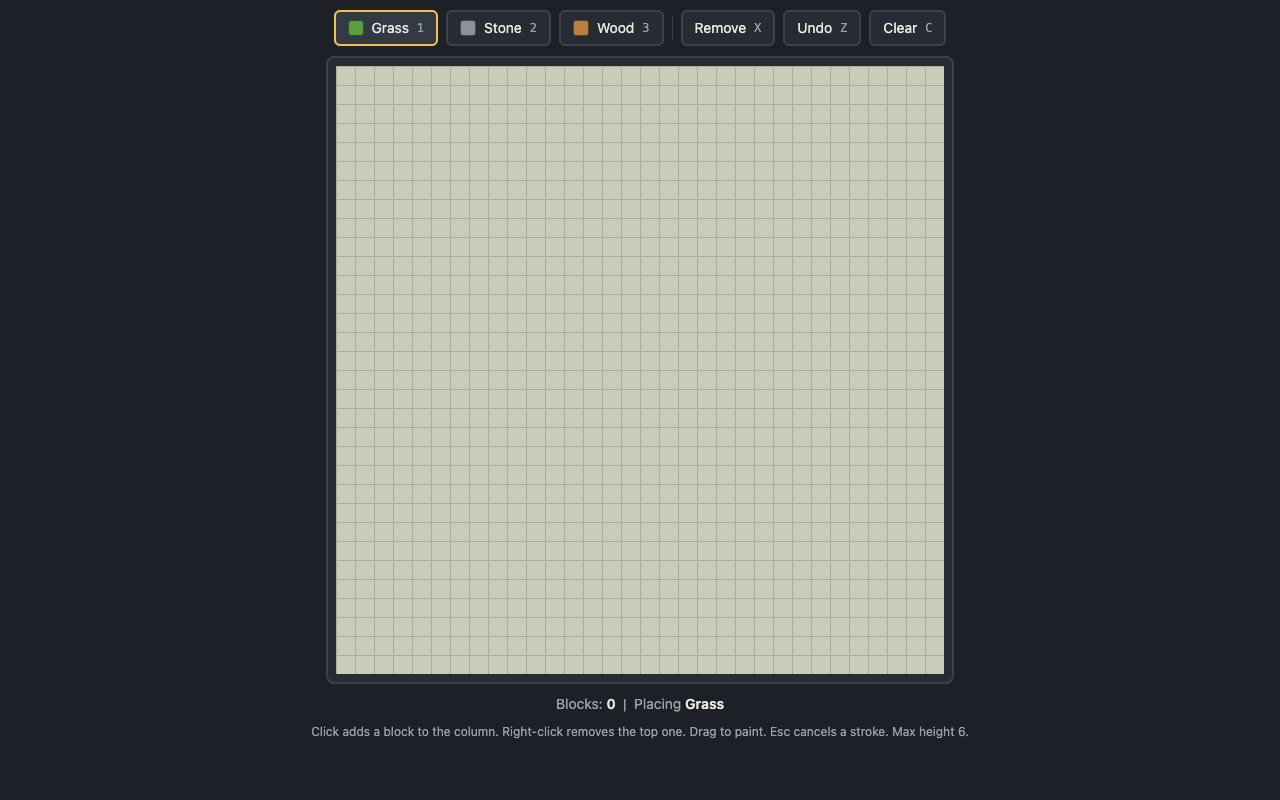 Grass 1 Stone 2 Wood 3 Remove X Undo Z Clear C
Blocks: 0 | Placing Grass
Click adds a block to the column. Right-click removes the top one. Drag to paint. Esc cancels a stroke. Max height 6.